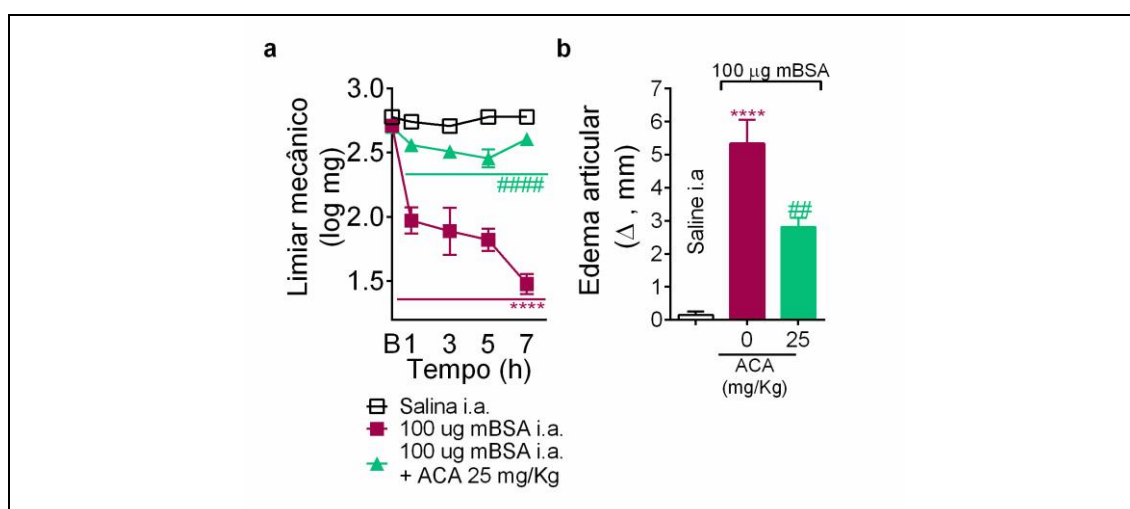 a
Limiar mecânico
(log mg)
3.0
2.5
2.0
1.5
####
****
B 1 3 5 7
Tempo (h)
Salina i.a.
100 ug mBSA i.a.
100 ug mBSA i.a.
+ ACA 25 mg/Kg
b
100 µg mBSA
Edema articular
(Δ, mm)
7
6
5
4
3
2
1
0
Saline i.a
****
##
0 25
ACA
(mg/Kg)